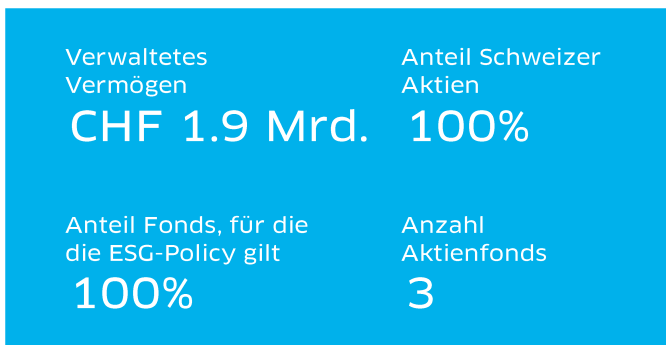 Verwaltetes
Vermögen
CHF 1.9 Mrd.
Anteil Schweizer
Aktien
100%
Anteil Fonds, für die
die ESG-Policy gilt
100%
Anzahl
Aktienfonds
3